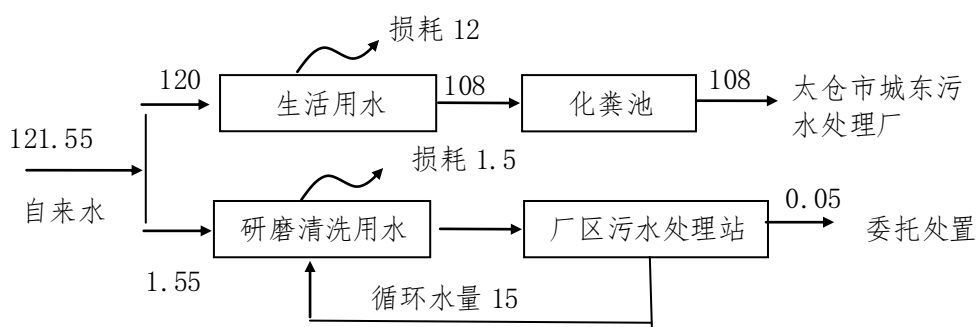 损耗 12
120
生活用水
108
化粪池
108
太仓市城东污
水处理厂
121.55
自来水
损耗 1.5
研磨清洗用水
厂区污水处理站
0.05
委托处置
1.55
循环水量 15